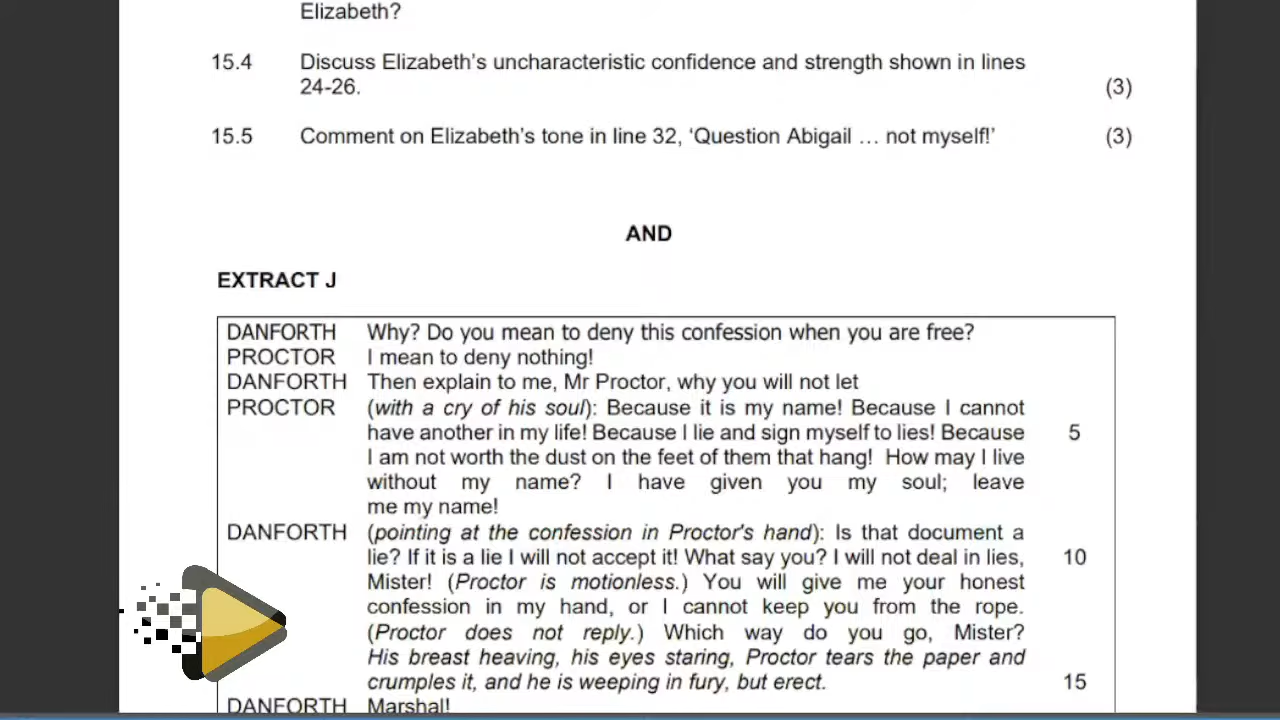 Elizabeth?
15.4 Discuss Elizabeth’s uncharacteristic confidence and strength shown in lines
24-26. (3)
15.5 Comment on Elizabeth’s tone in line 32, ‘Question Abigail … not myself!’ (3)
AND
EXTRACT J
DANFORTH Why? Do you mean to deny this confession when you are free?
PROCTOR I mean to deny nothing!
DANFORTH Then explain to me, Mr Proctor, why you will not let
PROCTOR (with a cry of his soul): Because it is my name! Because I cannot
have another in my life! Because I lie and sign myself to lies! Because 5
I am not worth the dust on the feet of them that hang! How may I live
without my name? I have given you my soul; leave
me my name!
DANFORTH (pointing at the confession in Proctor's hand): Is that document a
lie? If it is a lie I will not accept it! What say you? I will not deal in lies, 10
Mister! (Proctor is motionless.) You will give me your honest
confession in my hand, or I cannot keep you from the rope.
(Proctor does not reply.) Which way do you go, Mister?
His breast heaving, his eyes staring, Proctor tears the paper and
crumples it, and he is weeping in fury, but erect. 15
DANFORTH Marshal!